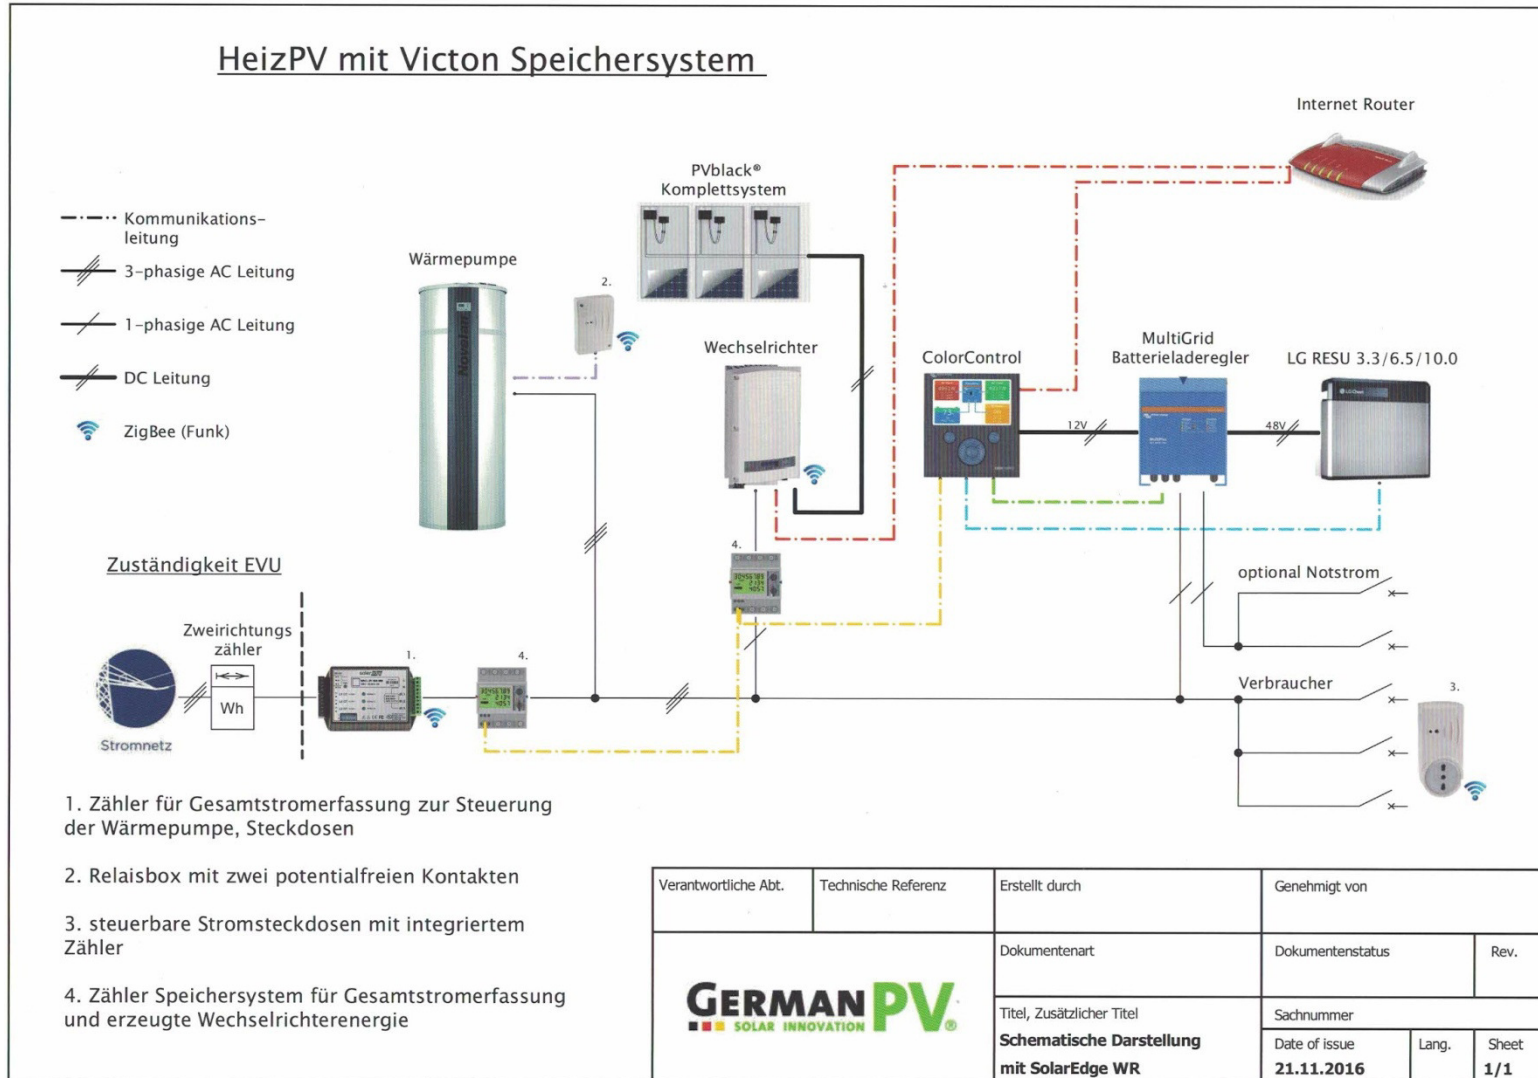 HeizPV mit Victon Speichersystem
Internet Router
PVblack®
Komplettsystem
Kommunikations-
leitung
3-phasige AC Leitung
1-phasige AC Leitung
DC Leitung
ZigBee (Funk)
Wärmepumpe
Novelan
2.
Wechselrichter
ColorControl
MultiGrid
Batterieladeregler
LG RESU 3.3/6.5/10.0
12V
48V
Zuständigkeit EVU
4.
optional Notstrom
Zweirichtungs
zähler
Wh
Stromnetz
1.
4.
Verbraucher
3.
1. Zähler für Gesamtstromerfassung zur Steuerung
der Wärmepumpe, Steckdosen
2. Relaisbox mit zwei potentialfreien Kontakten
3. steuerbare Stromsteckdosen mit integriertem
Zähler
4. Zähler Speichersystem für Gesamtstromerfassung
und erzeugte Wechselrichterenergie
Verantwortliche Abt.
Technische Referenz
Erstellt durch
Genehmigt von
Dokumentenart
Dokumentenstatus
Rev.
GERMAN PV®
SOLAR INNOVATION
Titel, Zusätzlicher Titel
Schematische Darstellung
mit SolarEdge WR
Sachnummer
Date of issue
21.11.2016
Lang.
Sheet
1/1